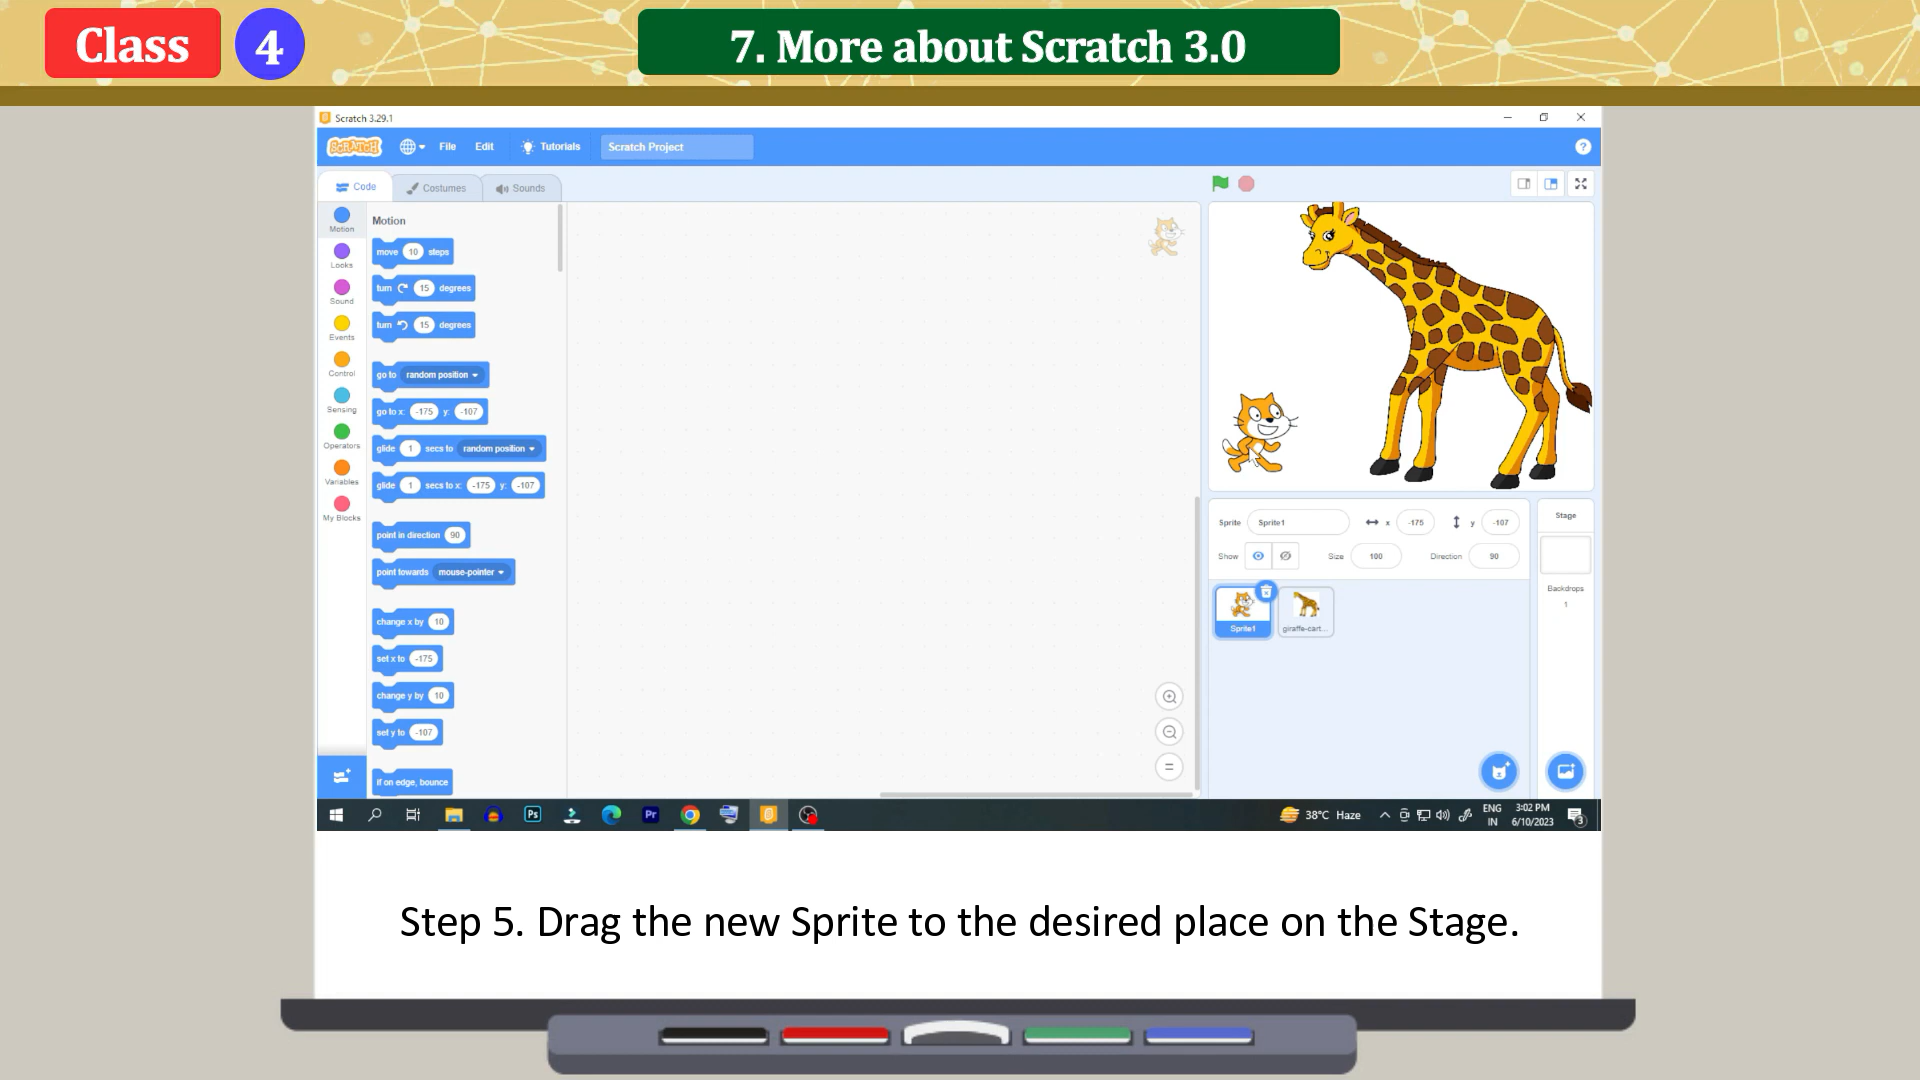 Class 4
7. More about Scratch 3.0
Scratch 3.29.1
SCRATCH File Edit Tutorials Scratch Project ?
Code Costumes Sounds
Motion
Looks
Sound
Events
Control
Sensing
Operators
Variables
My Blocks
Motion
move 10 steps
turn 15 degrees
turn 15 degrees
go to random position
go to x: -175 y: -107
glide 1 secs to random position
glide 1 secs to x: -175 y: -107
point in direction 90
point towards mouse-pointer
change x by 10
set x to -175
change y by 10
set y to -107
if on edge, bounce
Sprite Sprite1 x -175 y -107
Show Size 100 Direction 90
Sprite1 giraffe-cart...
Stage
Backdrops
1
Ps Pr
38°C Haze
ENG
IN
3:02 PM
6/10/2023
3
Step 5. Drag the new Sprite to the desired place on the Stage.